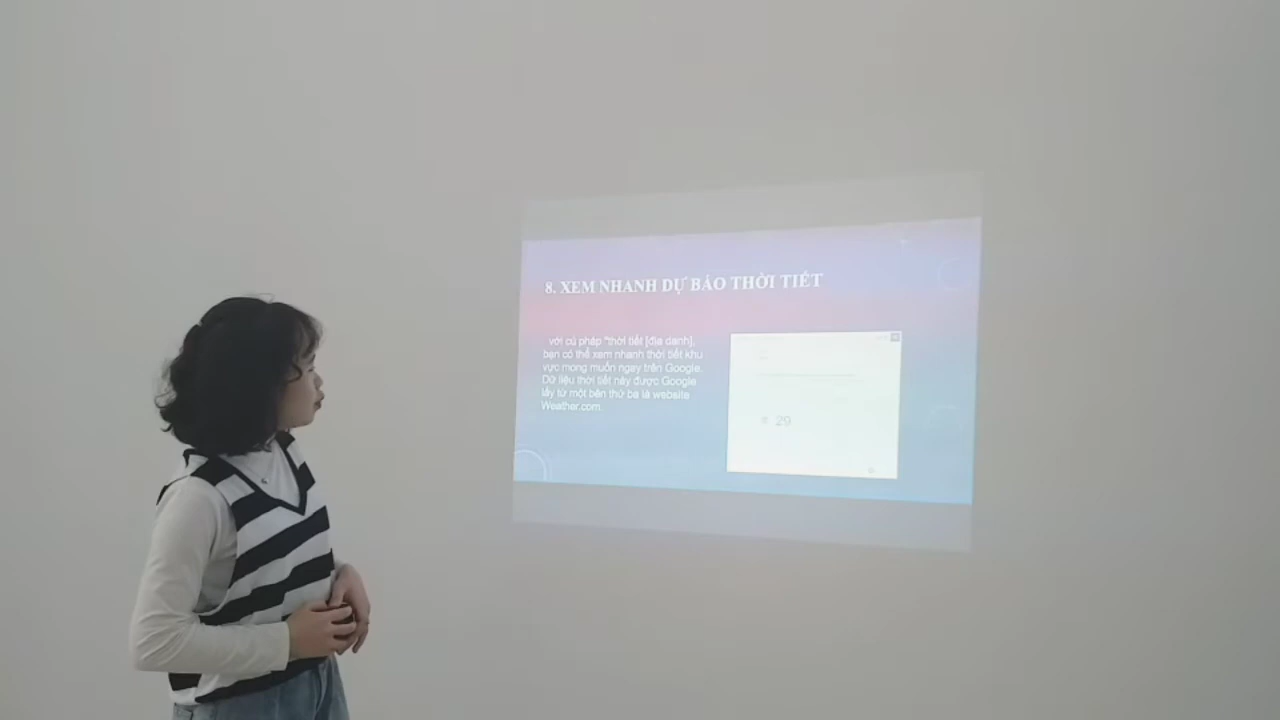 8. XEM NHANH DỰ BÁO THỜI TIẾT
với cú pháp "thời tiết [địa danh],
bạn có thể xem nhanh thời tiết khu
vực mong muốn ngay trên Google.
Dữ liệu thời tiết này được Google
lấy từ một bên thứ ba là website
Weather.com.
29